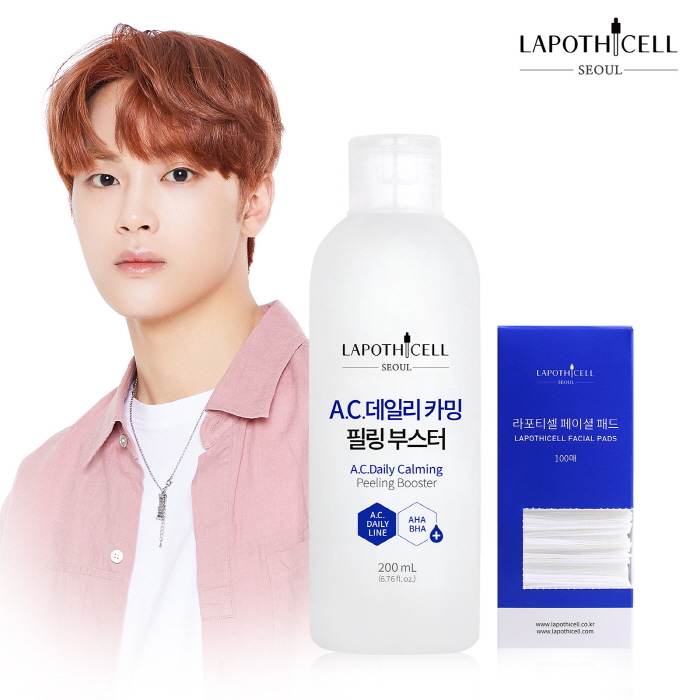 LAPOTHICELL
SEOUL
LAPOTHICELL
SEOUL
A.C.데일리 카밍
필링 부스터
A.C.Daily Calming
Peeling Booster
A.C.
DAILY
LINE
AHA
BHA
200 mL
(6.76 fl. oz.)
LAPOTHICELL
SEOUL
라포티셀 페이셜 패드
LAPOTHICELL FACIAL PADS
100매
www.lapothicell.co.kr
www.lapothicell.com